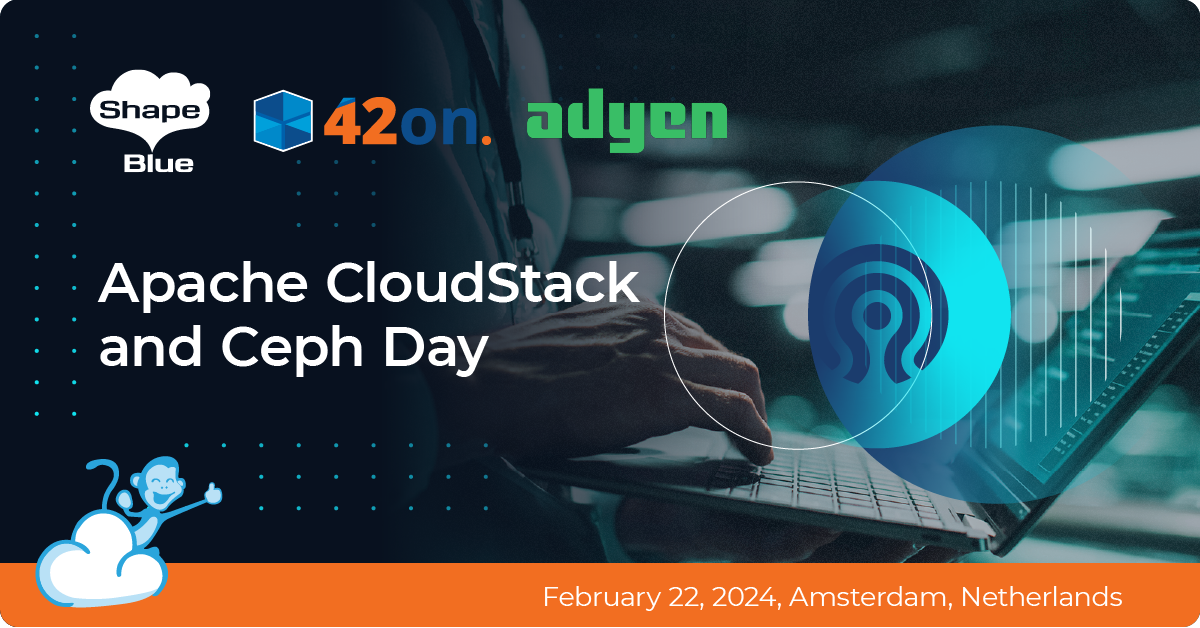 Shape
Blue
42on.
adyen
Apache CloudStack
and Ceph Day
February 22, 2024, Amsterdam, Netherlands